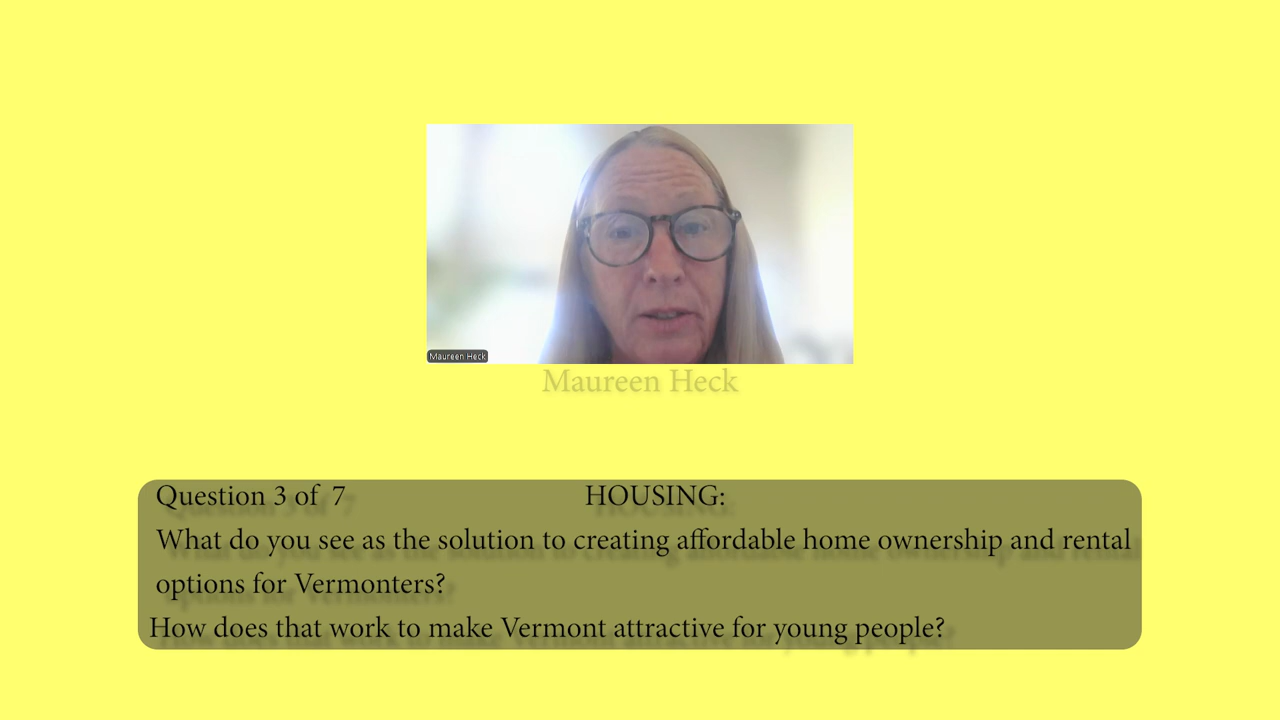 Maureen Heck
Maureen Heck
Question 3 of 7 HOUSING:
What do you see as the solution to creating affordable home ownership and rental
options for Vermonters?
How does that work to make Vermont attractive for young people?